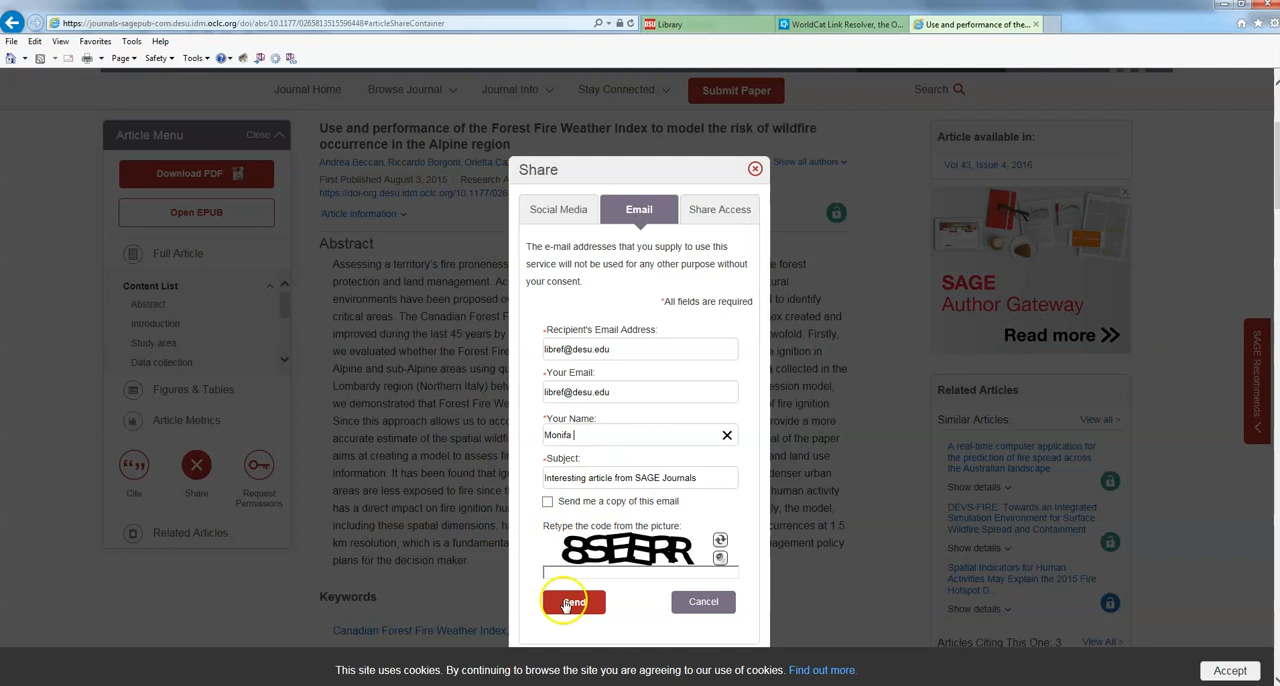 https://journals-sagepub-com.desu.idm.oclc.org/doi/abs/10.1177/0265813515596448#articleShareContainer
Library
WorldCat Link Resolver, the O...
Use and performance of the...
File Edit View Favorites Tools Help
Page Safety Tools
Journal Home Browse Journal Journal Info Stay Connected Submit Paper Search
Article Menu Close
Download PDF
Open EPUB
Full Article
Content List
Abstract
Introduction
Study area
Data collection
Figures & Tables
Article Metrics
Cite Share Request
Permissions
Related Articles
Use and performance of the Forest Fire Weather Index to model the risk of wildfire
occurrence in the Alpine region
Andrea Beccari, Riccardo Borgoni, Orietta Show all authors
First Published August 3, 2015 Research
https://doi-org.desu.idm.oclc.org/10.1177/026
Article information
Abstract
Assessing a territory's fire proneness forest
protection and land management. ural
environments have been proposed to identify
critical areas. The Canadian Forest created and
improved during the last 45 years twofold. Firstly,
we evaluated whether the Forest ignition in
Alpine and sub-Alpine areas using collected in the
Lombardy region (Northern Italy) ession model,
we demonstrated that Forest Fire of fire ignition.
Since this approach allows us to provide a more
accurate estimate of the spatial of the paper
aims at creating a model to assess
information. It has been found that denser urban
areas are less exposed to fire since human activity
has a direct impact on fire ignition the model,
including these spatial dimensions, currences at 1.5
km resolution, which is a management policy
plans for the decision maker.
Keywords
Canadian Forest Fire Weather Index,
Share
Social Media Email Share Access
The e-mail addresses that you supply to use this
service will not be used for any other purpose without
your consent.
*All fields are required
*Recipient's Email Address:
libref@desu.edu
*Your Email:
libref@desu.edu
*Your Name:
Monifa
*Subject:
Interesting article from SAGE Journals
Send me a copy of this email
Retype the code from the picture:
8SEERR
Send Cancel
Article available in:
Vol 43, Issue 4, 2016
SAGE
Author Gateway
Read more >>
SAGE Recommends
Related Articles
Similar Articles: View all >
A real-time computer application for
the prediction of fire spread across
the Australian landscape
Show details
DEVS-FIRE: Towards an Integrated
Simulation Environment for Surface
Wildfire Spread and Containment
Show details
Spatial Indicators for Human
Activities May Explain the 2015 Fire
Hotspot D...
Show details
Articles Citing This One: 3 View All >
This site uses cookies. By continuing to browse the site you are agreeing to our use of cookies. Find out more.
Accept